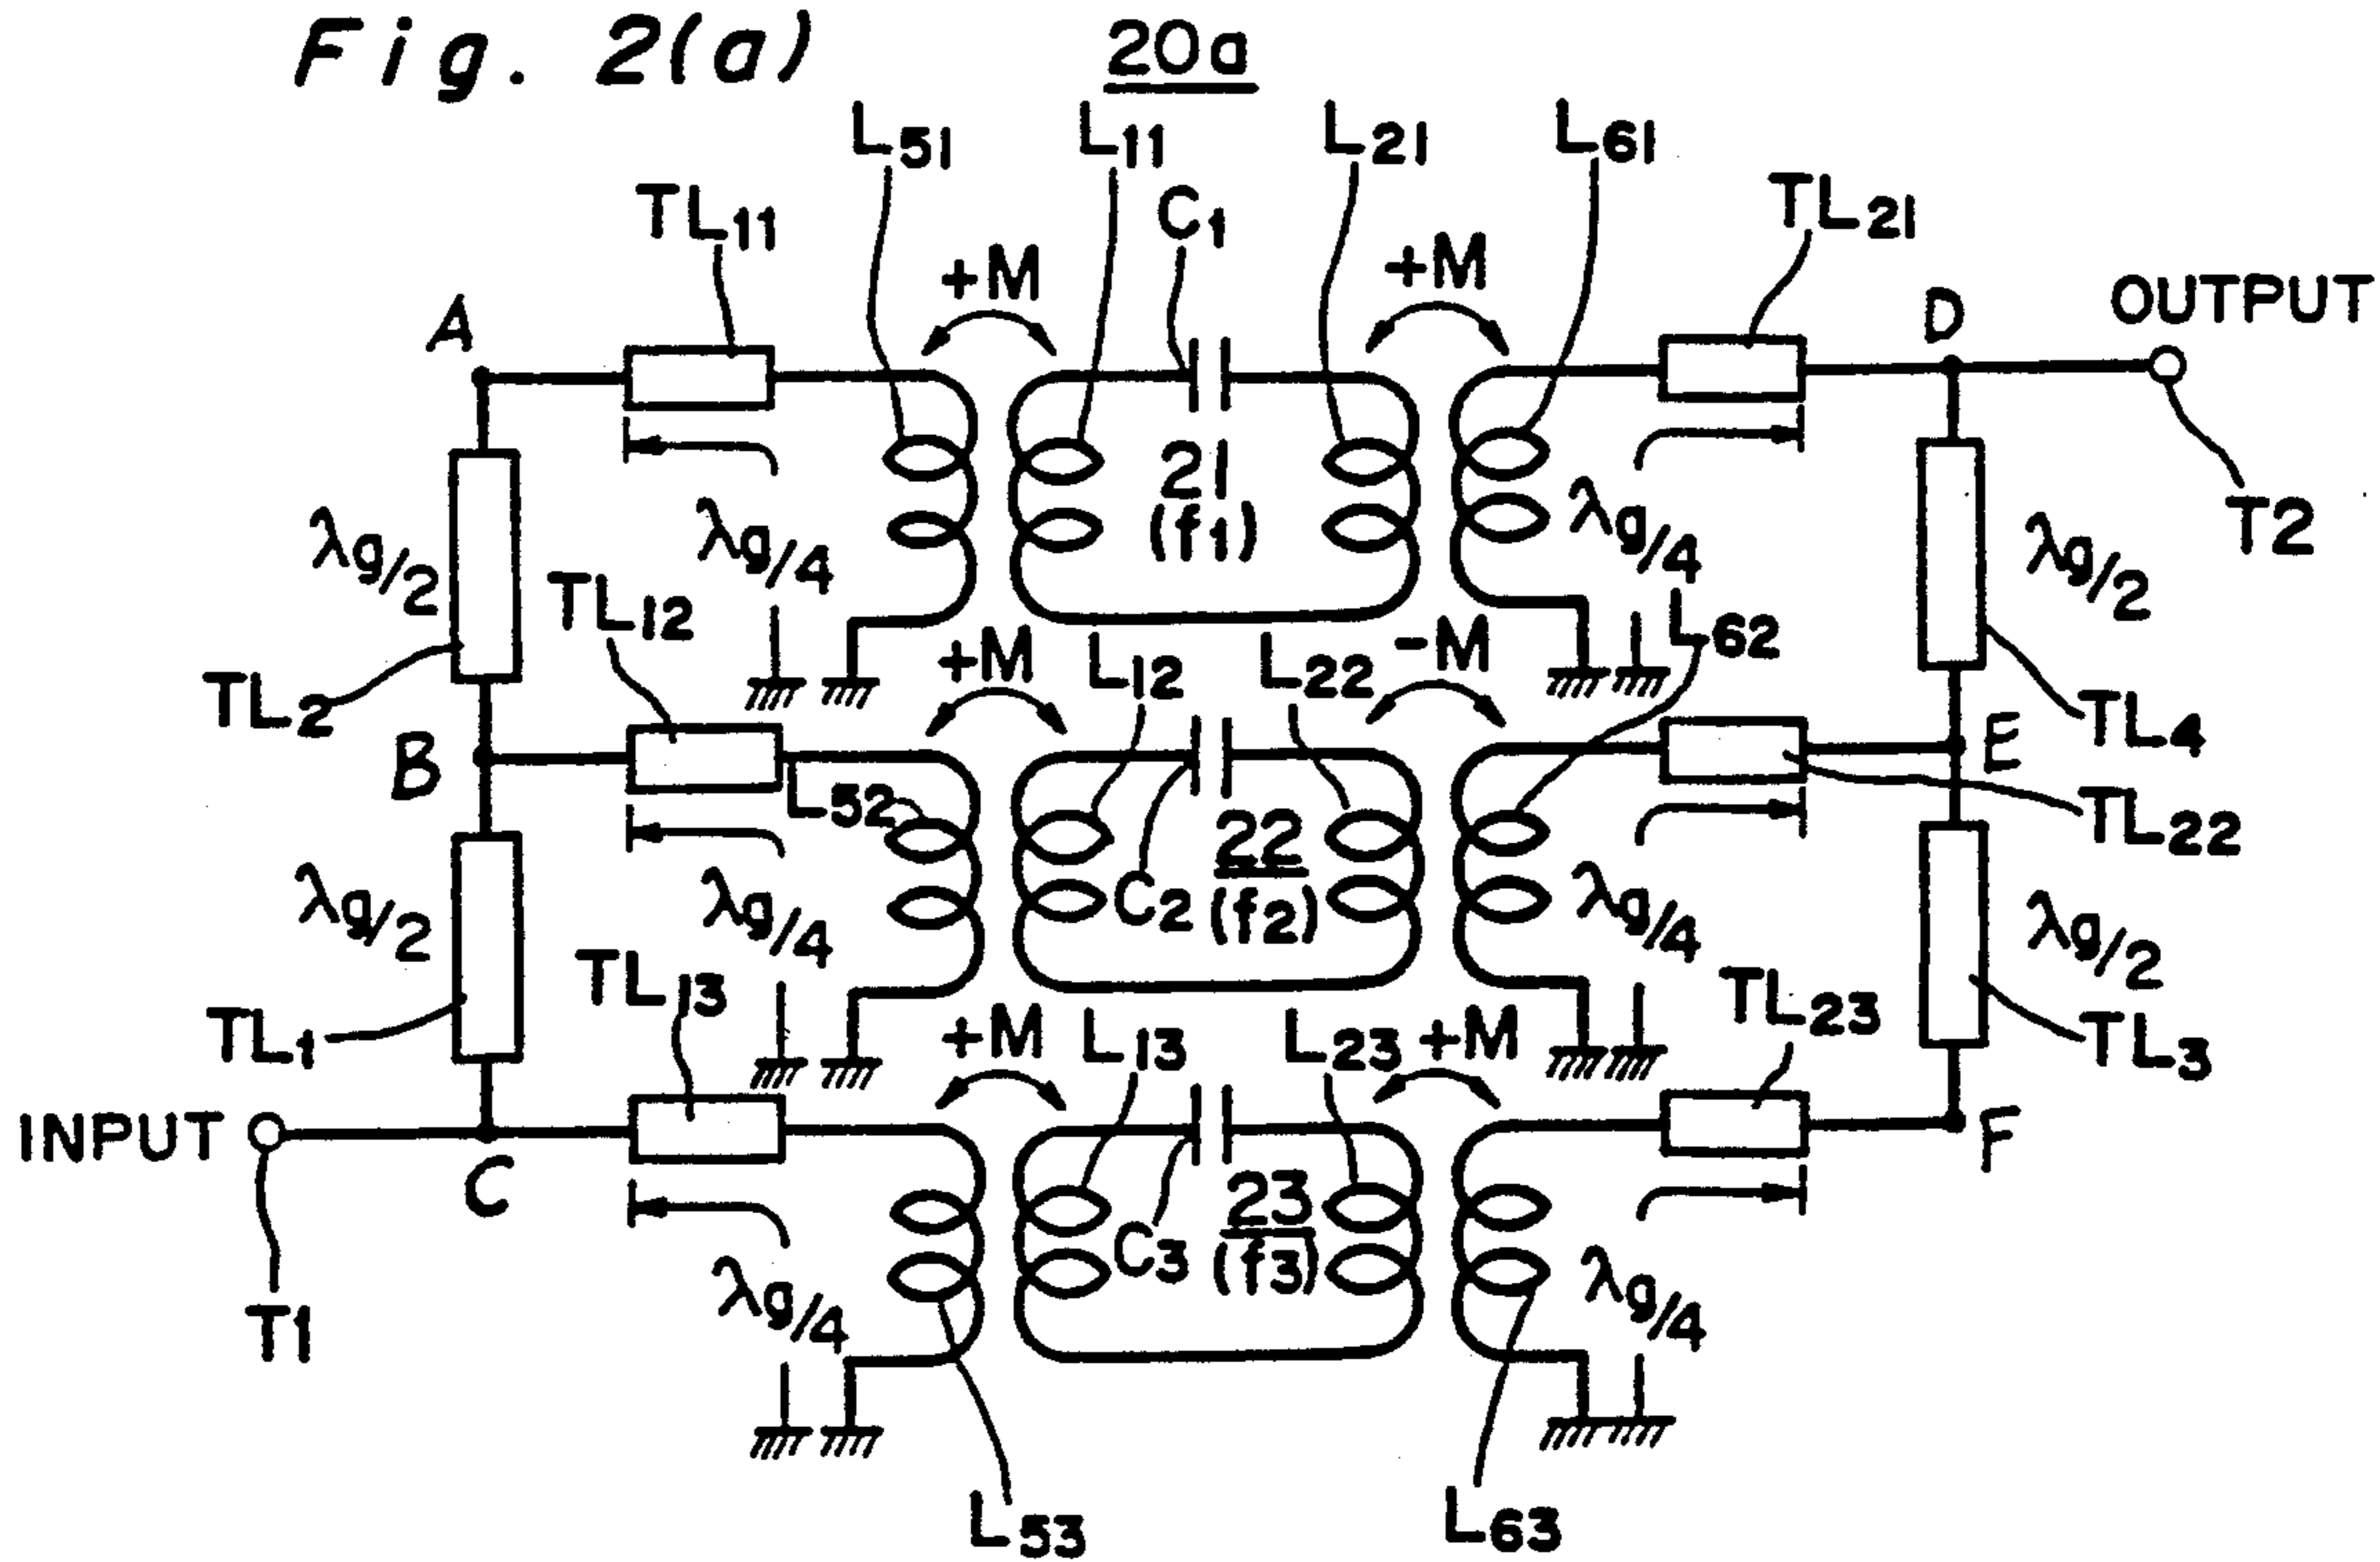 Fig. 2(a)
20a
L51
L11
L21
L61
TL11
C1
TL21
+M
+M
A
D
OUTPUT
21
(f1)
T2
λg/2
λg/4
λg/4
λg/2
TL12
L62
TL2
+M
L12
L22
-M
TL4
B
E
L52
22
(f2)
TL22
λg/2
λg/4
C2
λg/4
λg/2
TL13
TL23
TL1
+M
L13
L23
+M
TL3
INPUT
C
F
23
(f3)
C3
T1
λg/4
λg/4
L53
L63